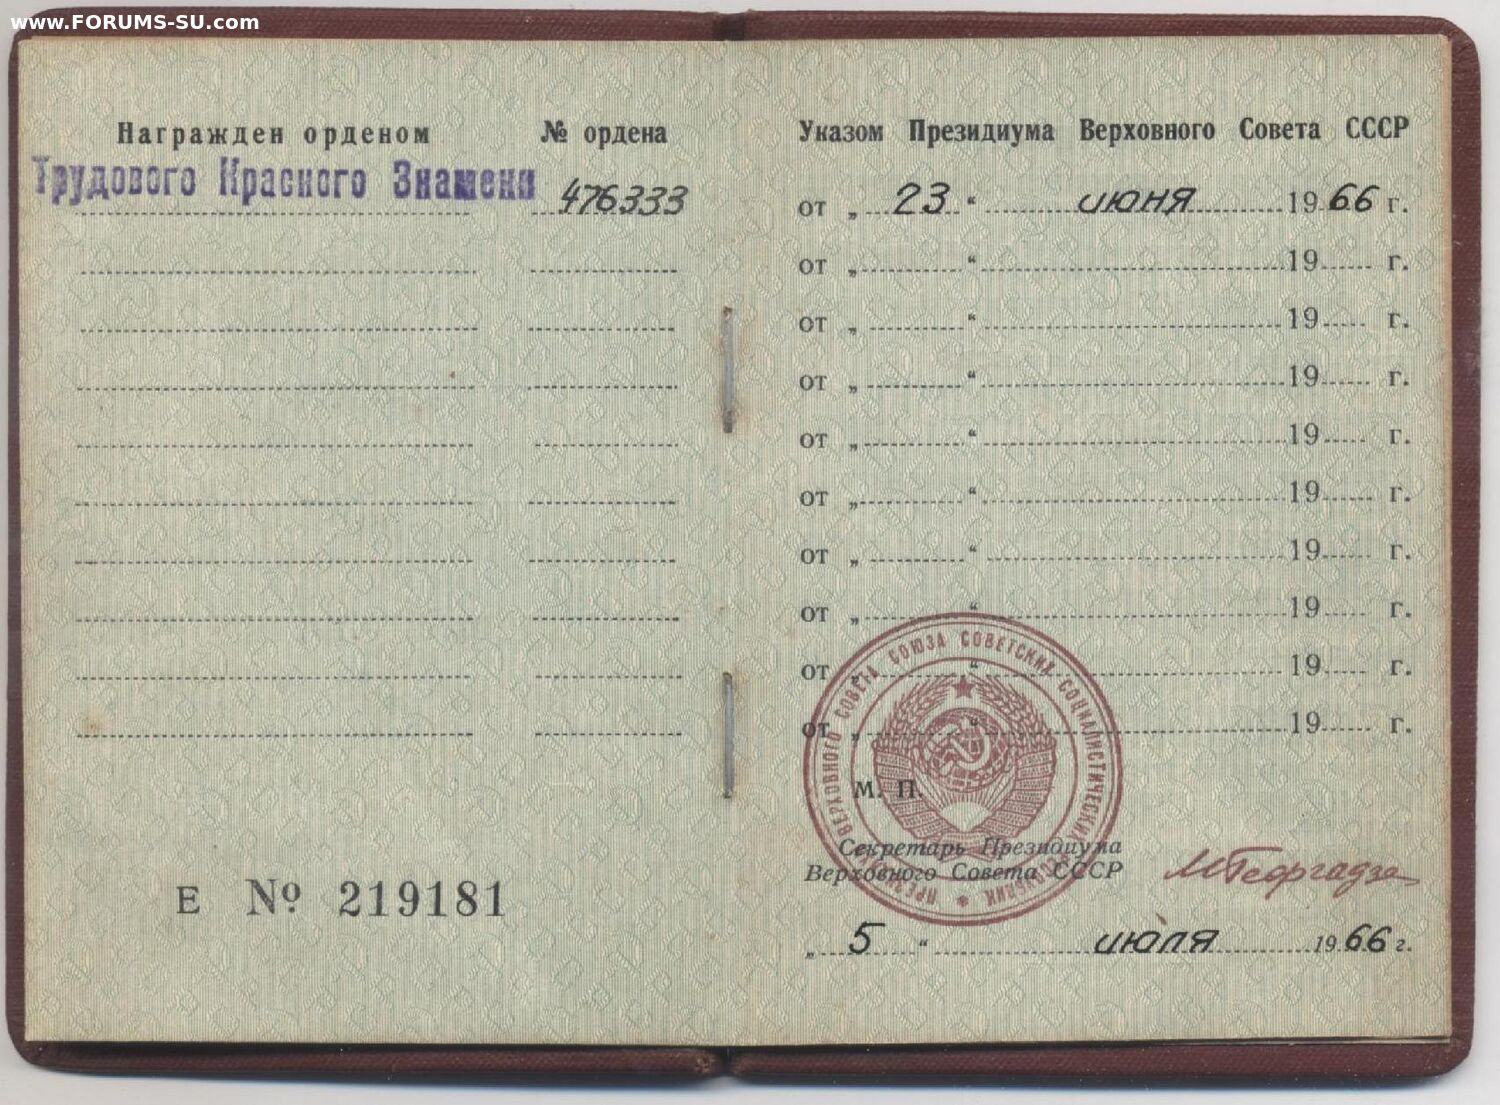 www.FORUMS-SU.com
Награжден орденом № ордена
Трудового Красного Знамени 476333
Е № 219181
Указом Президиума Верховного Совета СССР
от „ 23 “ июня 1966 г.
от „ “ 19 г.
от „ “ 19 г.
от „ “ 19 г.
от „ “ 19 г.
от „ “ 19 г.
от „ “ 19 г.
от „ “ 19 г.
от „ “ 19 г.
от „ “ 19 г.
ПРЕЗИДИУМ ВЕРХОВНОГО СОВЕТА СОЮЗА СОВЕТСКИХ СОЦИАЛИСТИЧЕСКИХ РЕСПУБЛИК
М. П.
Секретарь Президиума
Верховного Совета СССР МГеоргадзе
„ 5 “ июля 1966 г.